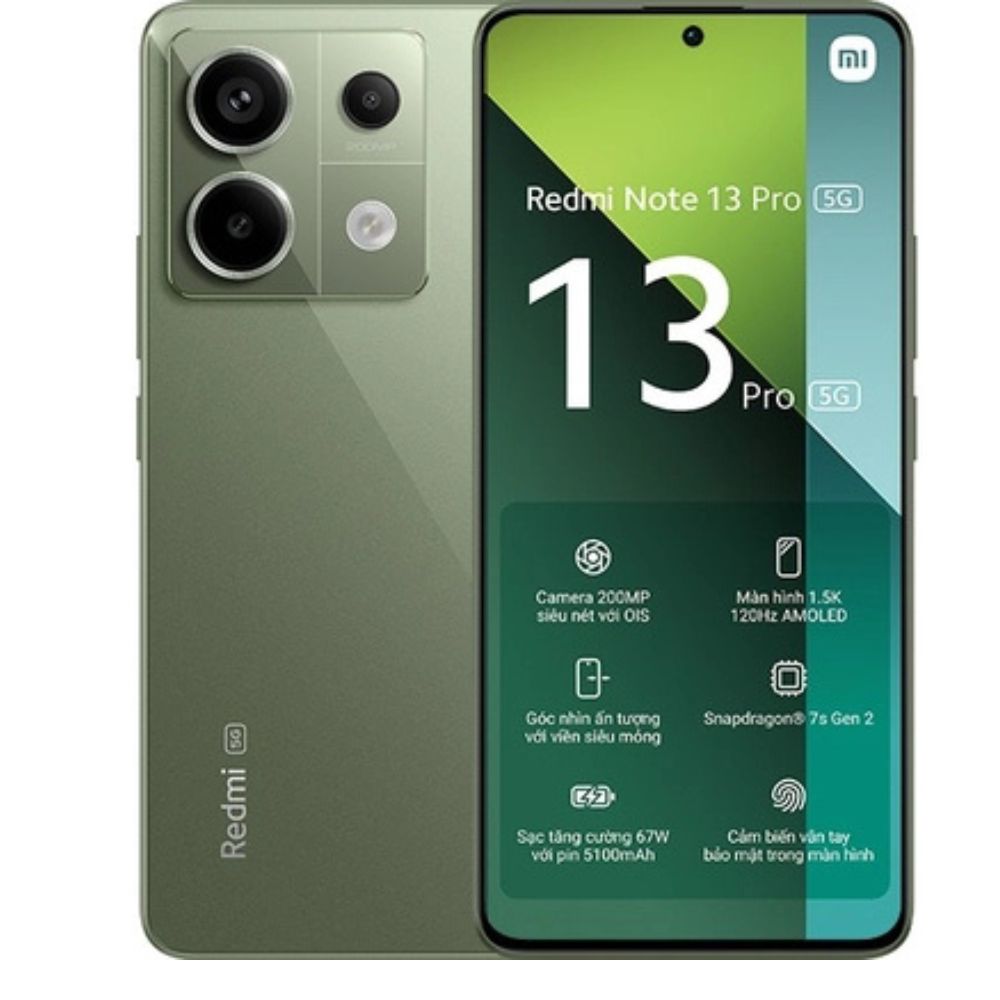 200MP
Redmi 5G
mi
Redmi Note 13 Pro 5G
13 Pro 5G
Camera 200MP
siêu nét với OIS
Màn hình 1.5K
120Hz AMOLED
Góc nhìn ấn tượng
với viền siêu mỏng
Snapdragon® 7s Gen 2
Sạc tăng cường 67W
với pin 5100mAh
Cảm biến vân tay
bảo mật trong màn hình